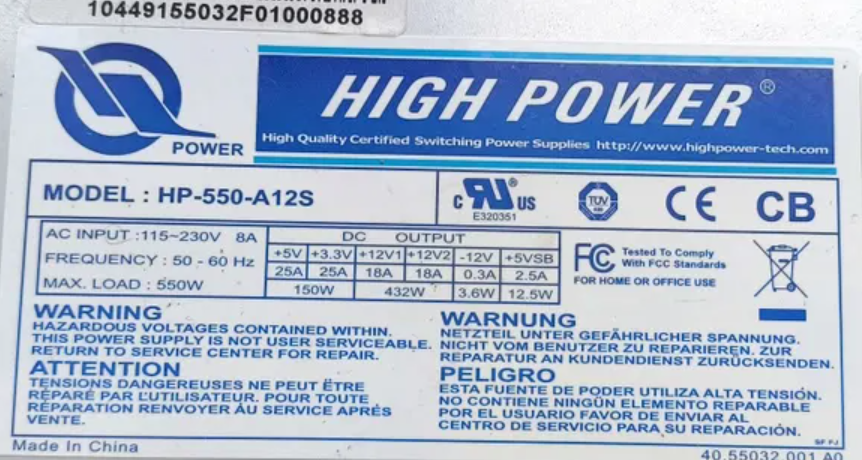 10449155032F01000888
POWER
HIGH POWER®
High Quality Certified Switching Power Supplies http://www.highpower-tech.com
MODEL : HP-550-A12S
c RU® US
E320351
TÜV
CE
CB
AC INPUT :115~230V 8A
FREQUENCY : 50 - 60 Hz
MAX. LOAD : 550W
DC OUTPUT
+5V +3.3V +12V1 +12V2 -12V +5VSB
25A 25A 18A 18A 0.3A 2.5A
150W 432W 3.6W 12.5W
FC Tested To Comply
With FCC Standards
FOR HOME OR OFFICE USE
WARNING
HAZARDOUS VOLTAGES CONTAINED WITHIN.
THIS POWER SUPPLY IS NOT USER SERVICEABLE.
RETURN TO SERVICE CENTER FOR REPAIR.
ATTENTION
TENSIONS DANGEREUSES NE PEUT ËTRE
RÉPARÉ PAR L'UTILISATEUR. POUR TOUTE
RÉPARATION RENVOYER ÀU SERVICE APRÈS
VENTE.
WARNUNG
NETZTEIL UNTER GEFÄHRLICHER SPANNUNG.
NICHT VOM BENUTZER ZU REPARIEREN. ZUR
REPARATUR AN KUNDENDIENST ZURÜCKSENDEN.
PELIGRO
ESTA FUENTE DE PODER UTILIZA ALTA TENSIÓN.
NO CONTIENE NINGÚN ELEMENTO REPARABLE
POR EL USUARIO FAVOR DE ENVIAR AL
CENTRO DE SERVICIO PARA SU REPARACIÓN.
SF FJ
Made In China
40.55032.001 A0